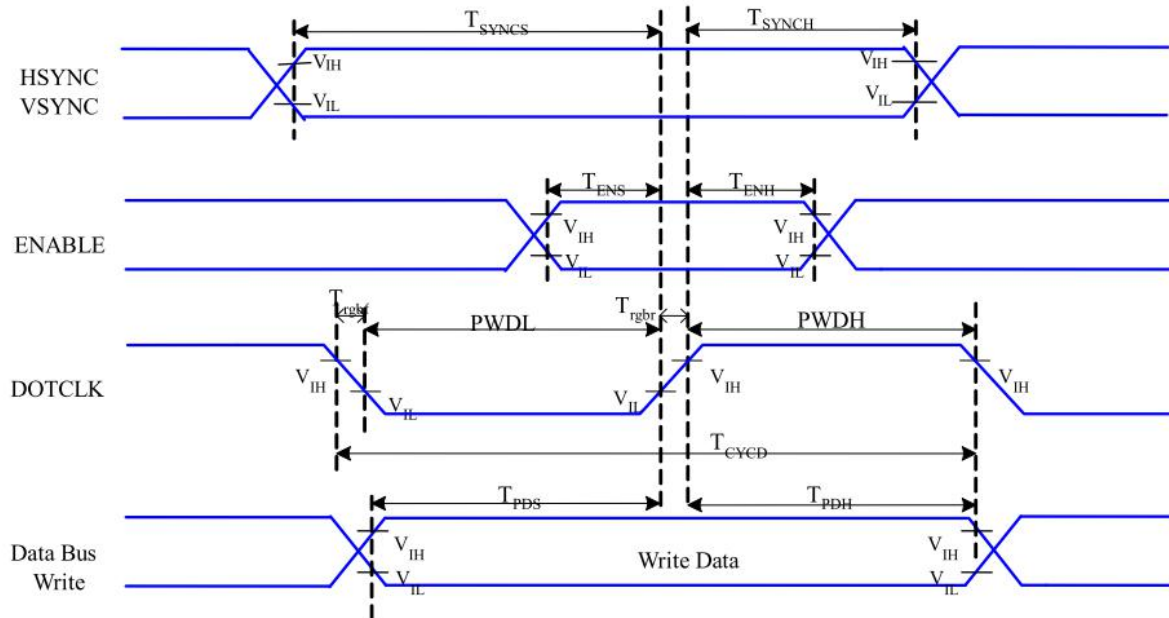 TSYNCS TSYNCH
HSYNC
VSYNC
VIH VIH
VIL VIL
TENS TENH
ENABLE
VIH VIH
VIL VIL
Trgbf PWDL Trgbr PWDH
DOTCLK
VIH VIH VIH
VIL VIL
TCYCD
TPDS TPDH
Data Bus
Write
VIH Write Data VIH
VIL VIL